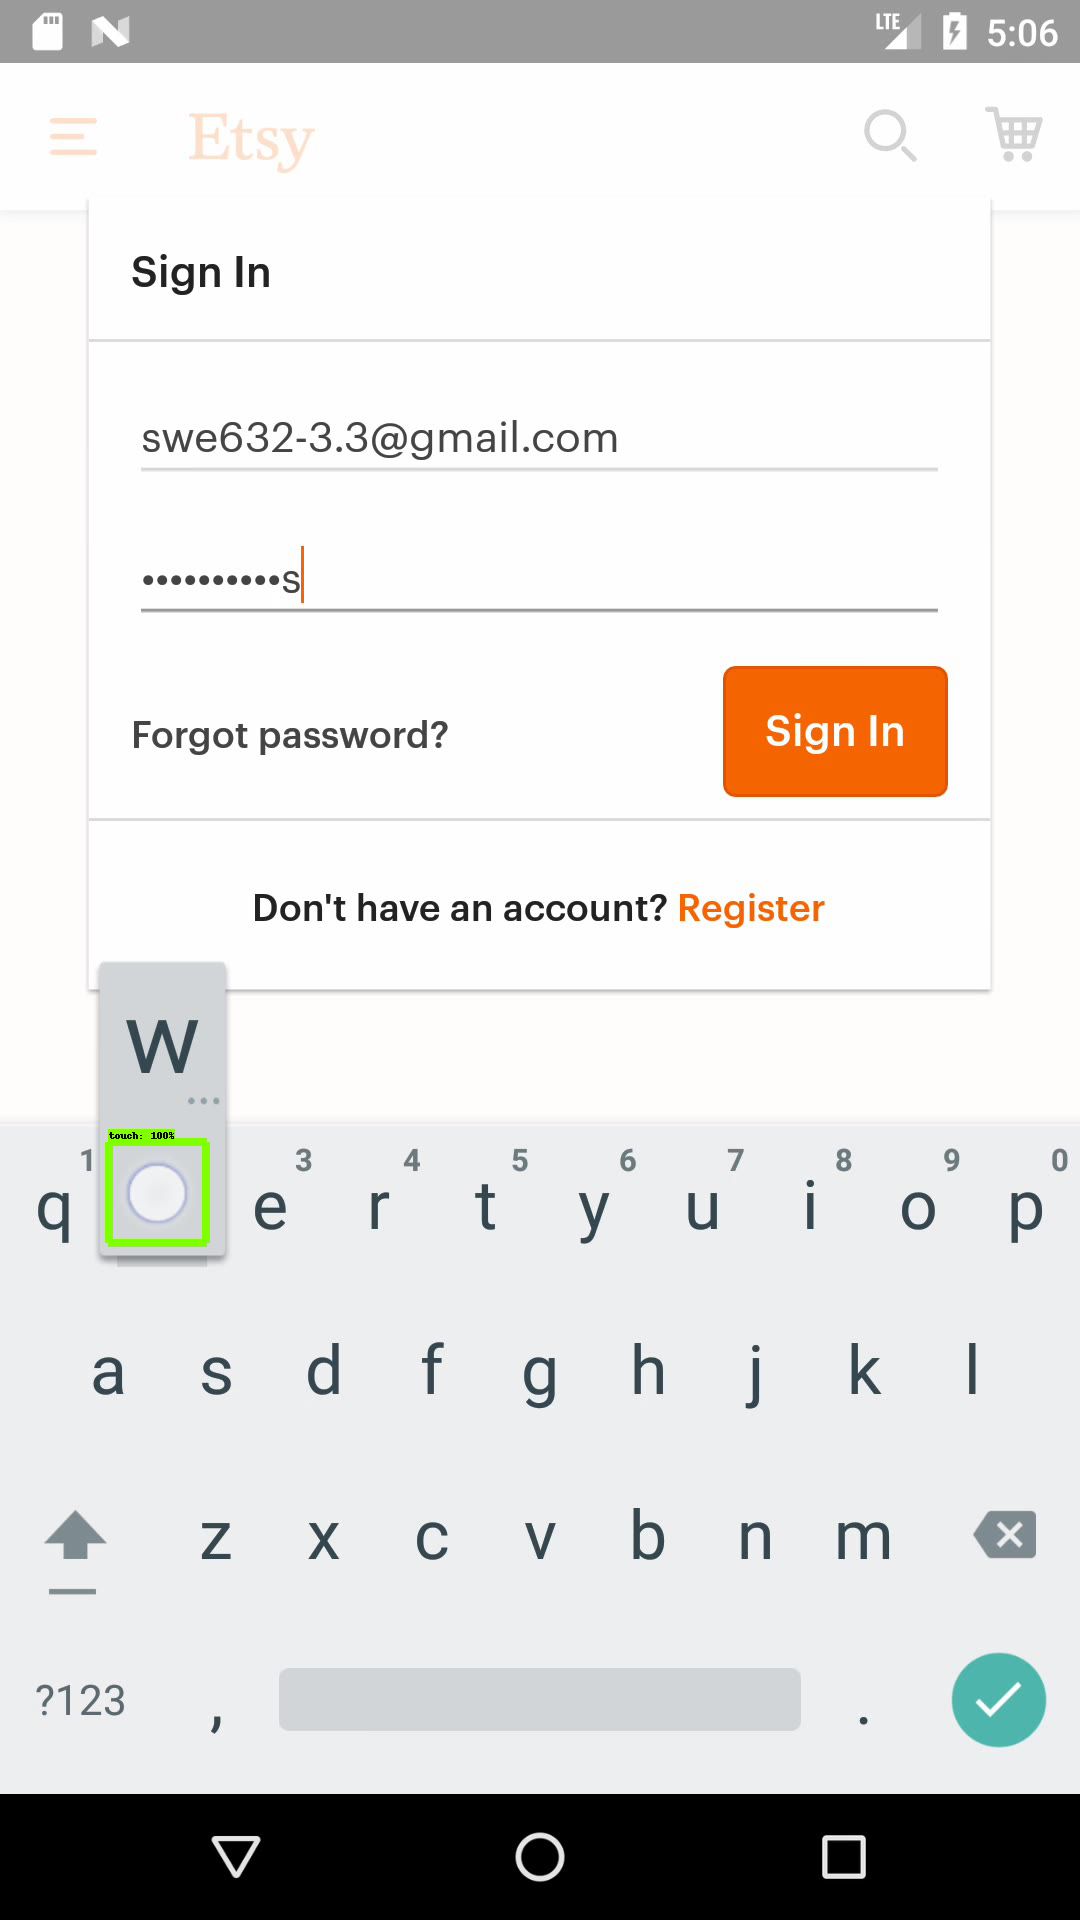 LTE 5:06
Etsy
Sign In
swe632-3.3@gmail.com
••••••••••s
Forgot password?
Sign In
Don't have an account? Register
w
...
touch: 100%
1 3 4 5 6 7 8 9 0
q e r t y u i o p
a s d f g h j k l
z x c v b n m
?123 , .